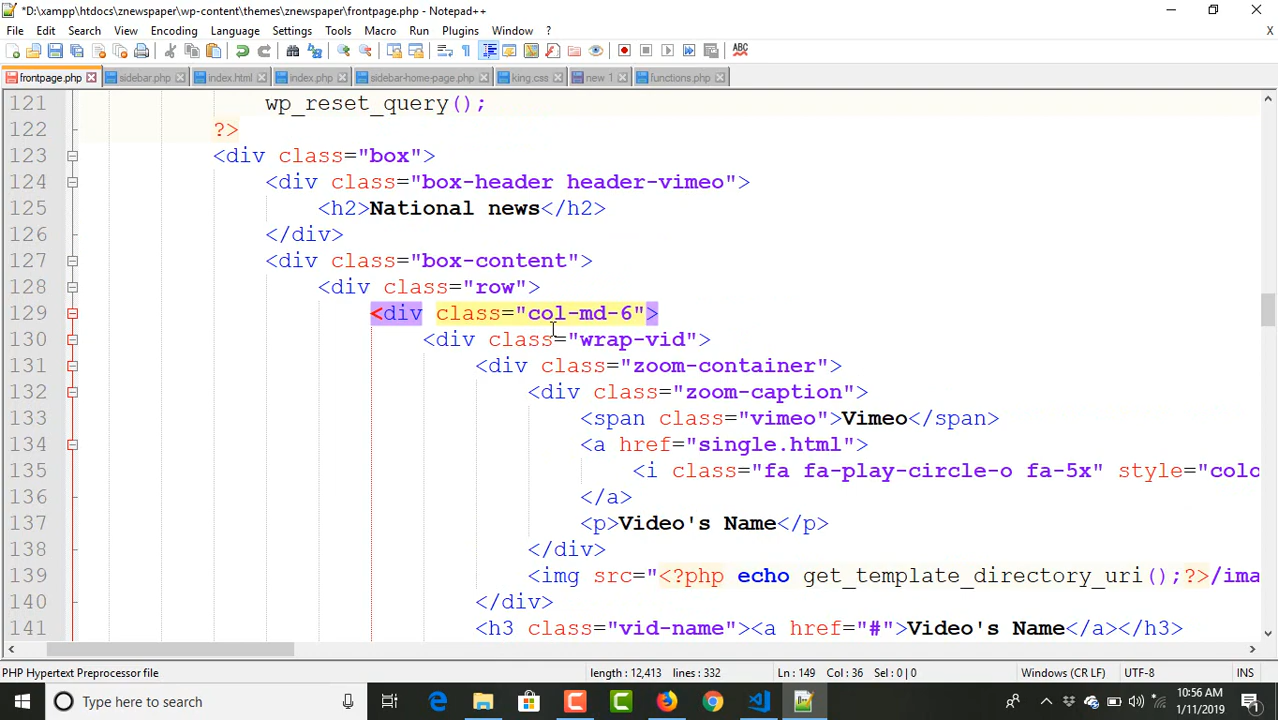 *D:\xampp\htdocs\znewspaper\wp-content\themes\znewspaper\frontpage.php - Notepad++
File Edit Search View Encoding Language Settings Tools Macro Run Plugins Window ? X
frontpage.php sidebar.php index.html index.php sidebar-home-page.php king.css new 1 functions.php
121 wp_reset_query();
122 ?>
123 <div class="box">
124 <div class="box-header header-vimeo">
125 <h2>National news</h2>
126 </div>
127 <div class="box-content">
128 <div class="row">
129 <div class="col-md-6">
130 <div class="wrap-vid">
131 <div class="zoom-container">
132 <div class="zoom-caption">
133 <span class="vimeo">Vimeo</span>
134 <a href="single.html">
135 <i class="fa fa-play-circle-o fa-5x" style="colo
136 </a>
137 <p>Video's Name</p>
138 </div>
139 <img src="<?php echo get_template_directory_uri();?>/ima
140 </div>
141 <h3 class="vid-name"><a href="#">Video's Name</a></h3>
PHP Hypertext Preprocessor file length : 12,413 lines : 332 Ln : 149 Col : 36 Sel : 0 | 0 Windows (CR LF) UTF-8 INS
Type here to search 10:56 AM
1/11/2019